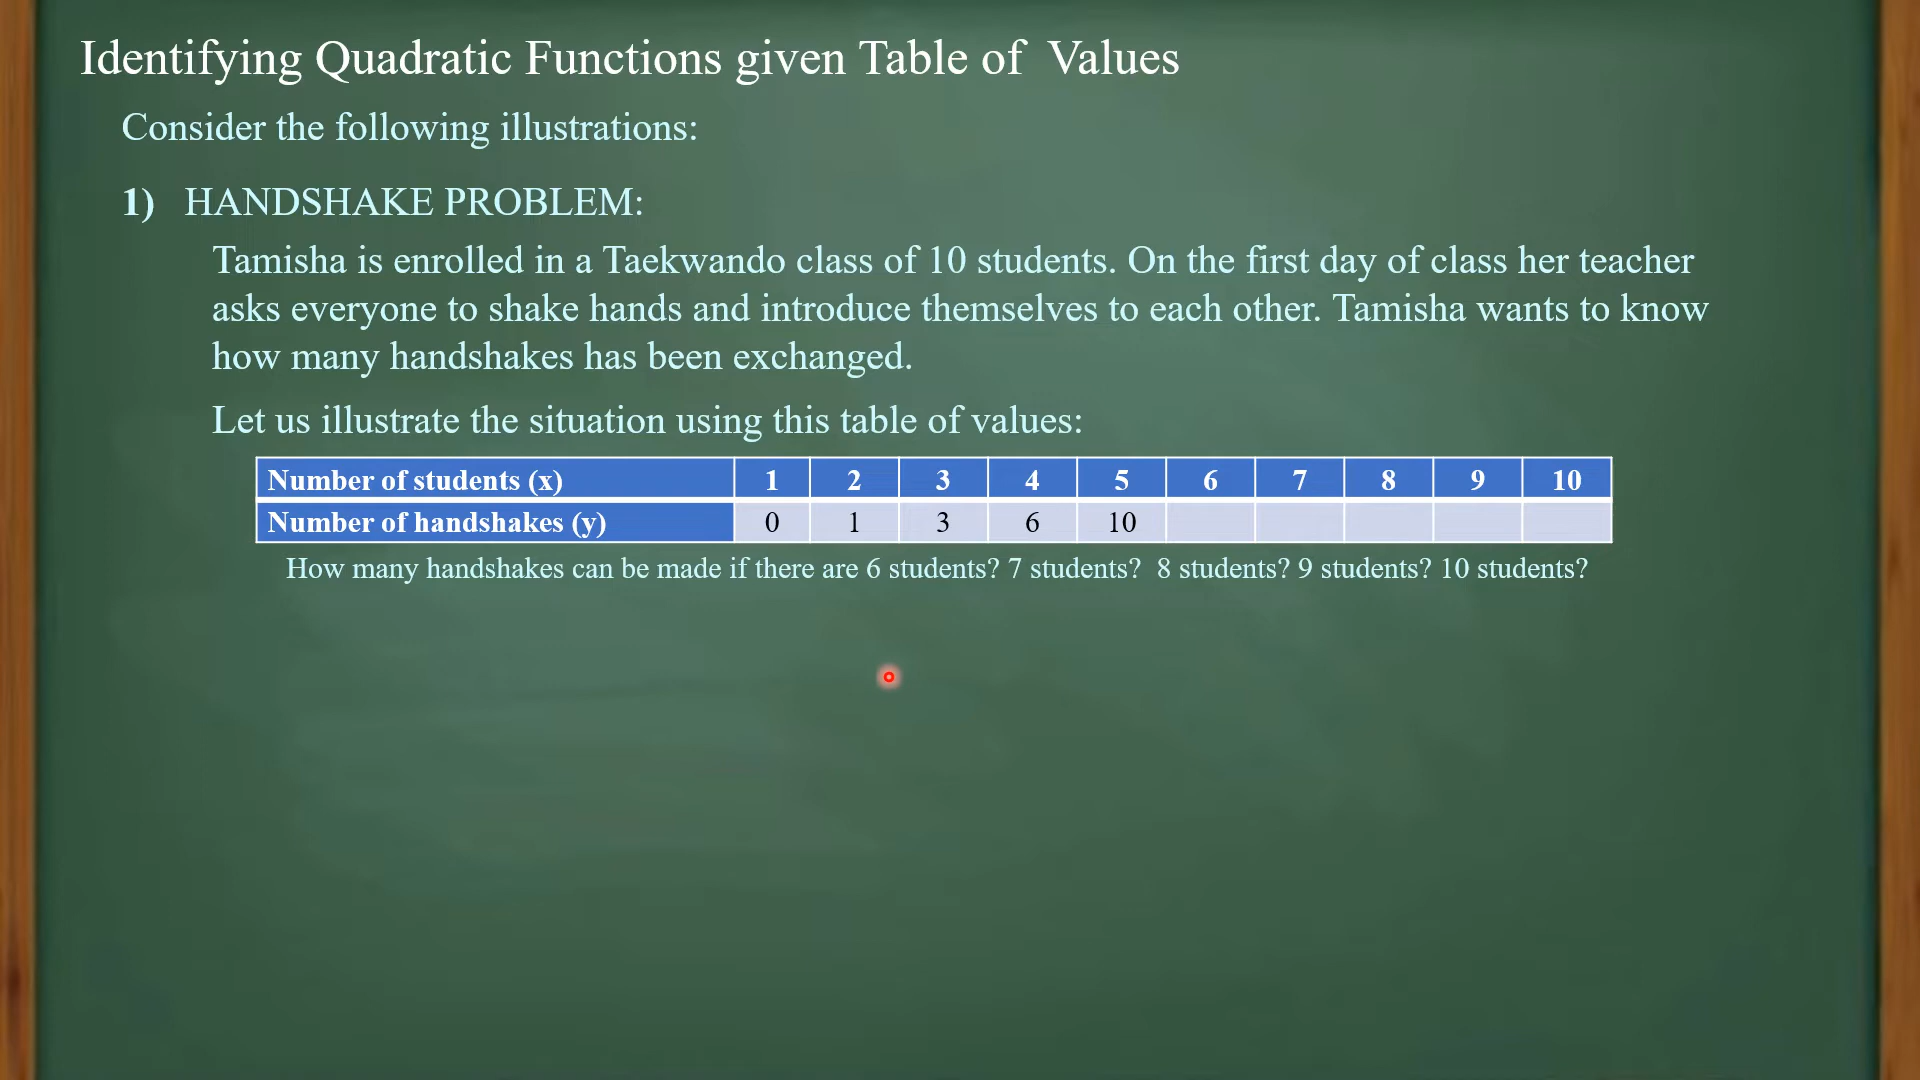 Identifying Quadratic Functions given Table of Values
Consider the following illustrations:
1) HANDSHAKE PROBLEM:
Tamisha is enrolled in a Taekwando class of 10 students. On the first day of class her teacher
asks everyone to shake hands and introduce themselves to each other. Tamisha wants to know
how many handshakes has been exchanged.
Let us illustrate the situation using this table of values:
Number of students (x) 1 2 3 4 5 6 7 8 9 10
Number of handshakes (y) 0 1 3 6 10
How many handshakes can be made if there are 6 students? 7 students? 8 students? 9 students? 10 students?